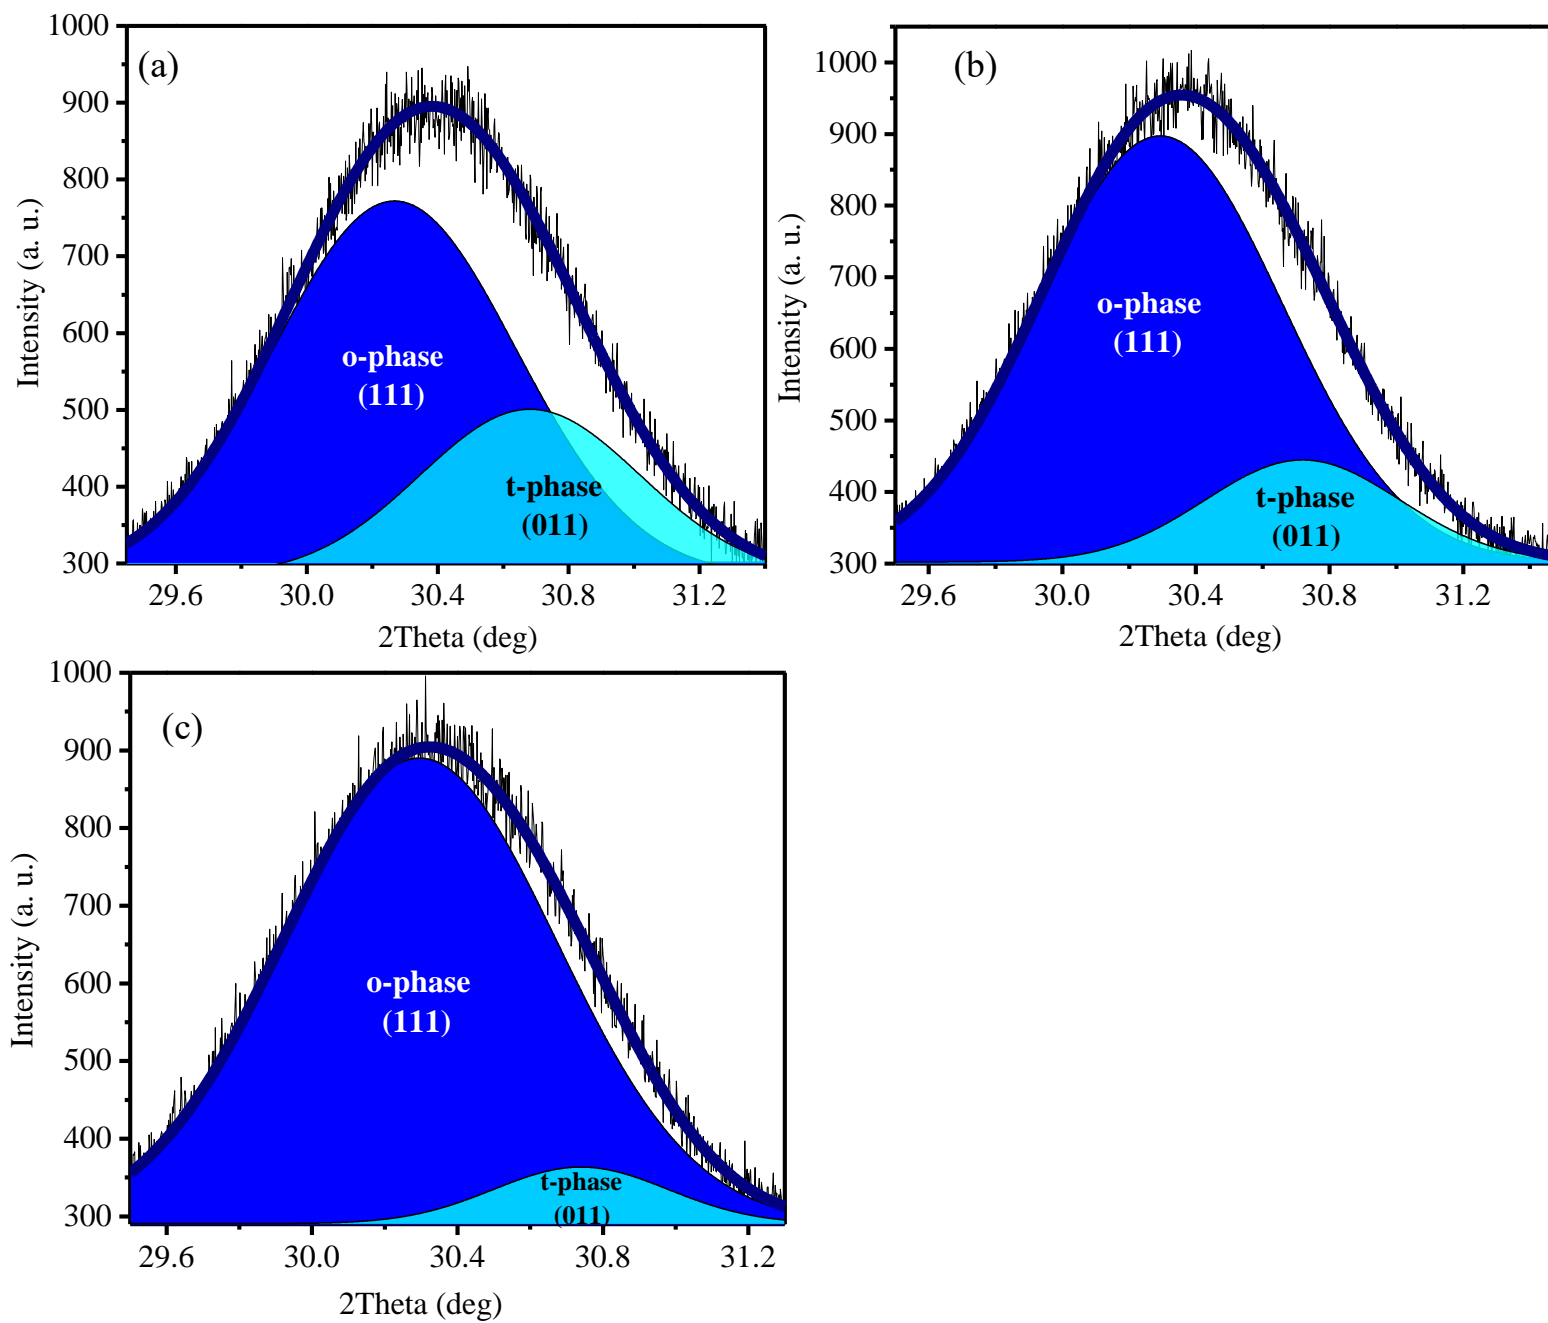 (a)
1000
900
800
700
600
500
400
300
Intensity (a. u.)
o-phase
(111)
t-phase
(011)
29.6 30.0 30.4 30.8 31.2
2Theta (deg)
(b)
1000
900
800
700
600
500
400
300
Intensity (a. u.)
o-phase
(111)
t-phase
(011)
29.6 30.0 30.4 30.8 31.2
2Theta (deg)
(c)
1000
900
800
700
600
500
400
300
Intensity (a. u.)
o-phase
(111)
t-phase
(011)
29.6 30.0 30.4 30.8 31.2
2Theta (deg)